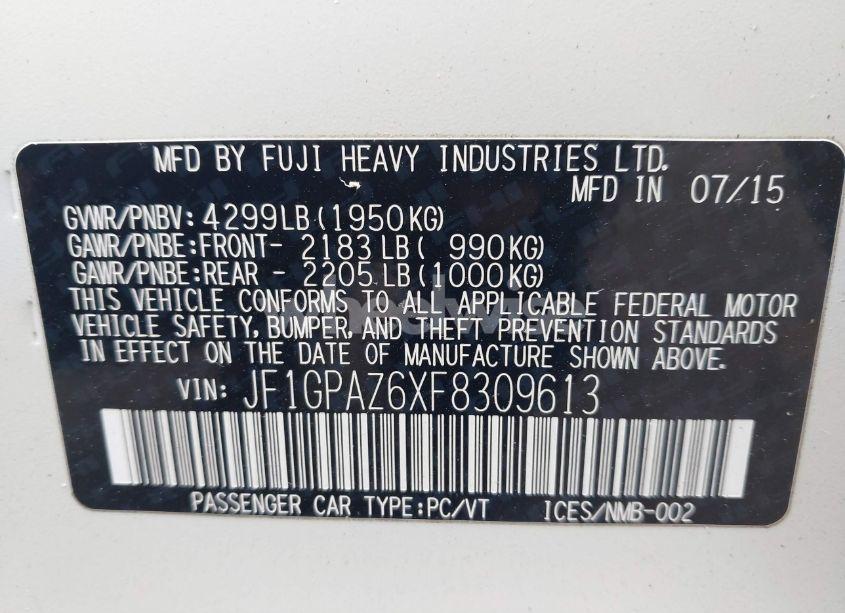 MFD BY FUJI HEAVY INDUSTRIES LTD.
MFD IN 07/15
GVWR/PNBV: 4299LB(1950KG)
GAWR/PNBE:FRONT- 2183LB( 990KG)
GAWR/PNBE:REAR - 2205LB(1000KG)
THIS VEHICLE CONFORMS TO ALL APPLICABLE FEDERAL MOTOR
VEHICLE SAFETY, BUMPER, AND THEFT PREVENTION STANDARDS
IN EFFECT ON THE DATE OF MANUFACTURE SHOWN ABOVE.
VIN: JF1GPAZ6XF8309613
PASSENGER CAR TYPE:PC/VT ICES/NMB-002